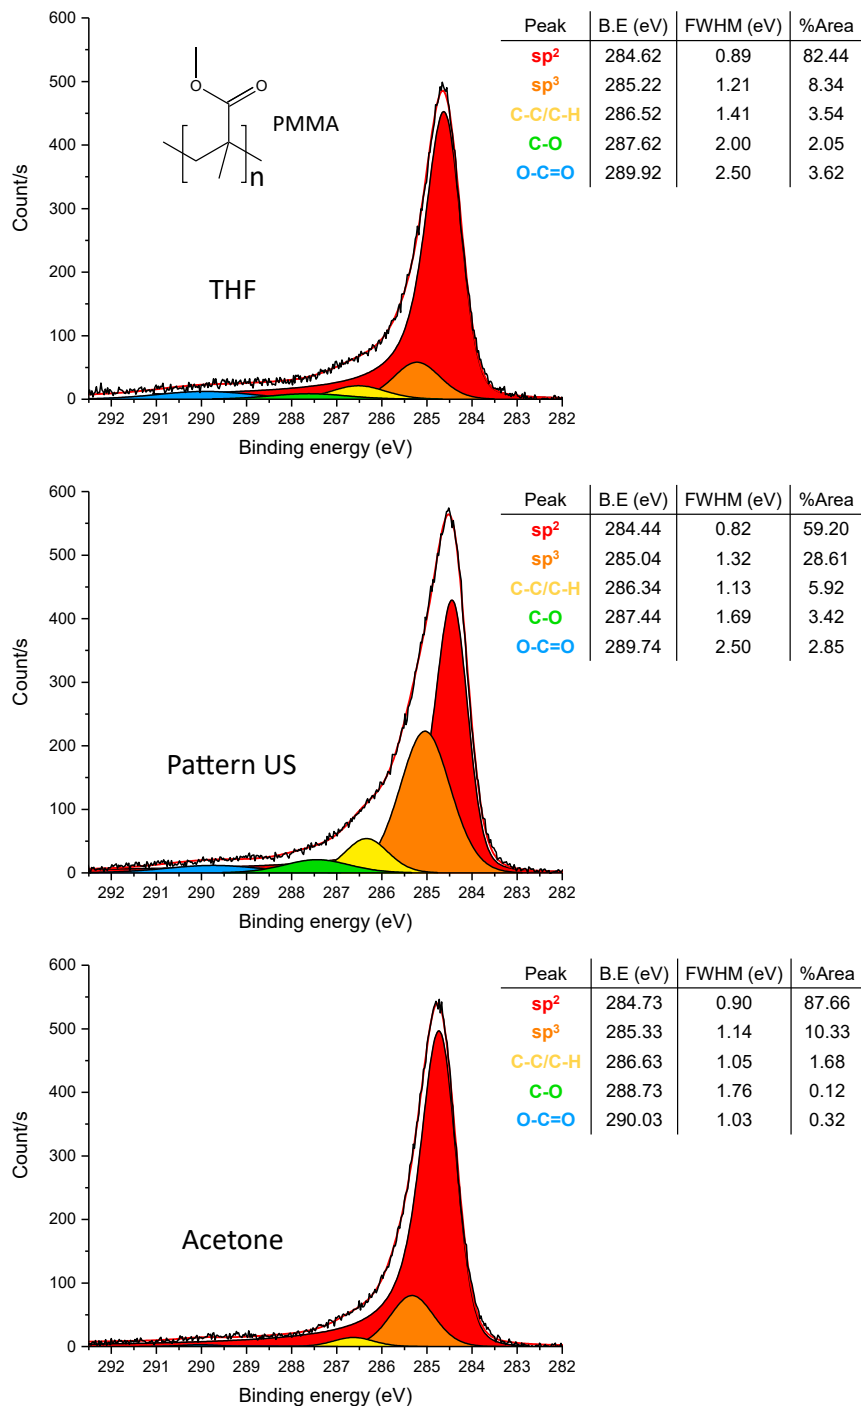 600
500
400
300
200
100
0
Count/s
O
O
n
PMMA
THF
292 291 290 289 288 287 286 285 284 283 282
Binding energy (eV)
Peak B.E (eV) FWHM (eV) %Area
sp² 284.62 0.89 82.44
sp³ 285.22 1.21 8.34
C-C/C-H 286.52 1.41 3.54
C-O 287.62 2.00 2.05
O-C=O 289.92 2.50 3.62
600
500
400
300
200
100
0
Count/s
Pattern US
292 291 290 289 288 287 286 285 284 283 282
Binding energy (eV)
Peak B.E (eV) FWHM (eV) %Area
sp² 284.44 0.82 59.20
sp³ 285.04 1.32 28.61
C-C/C-H 286.34 1.13 5.92
C-O 287.44 1.69 3.42
O-C=O 289.74 2.50 2.85
600
500
400
300
200
100
0
Count/s
Acetone
292 291 290 289 288 287 286 285 284 283 282
Binding energy (eV)
Peak B.E (eV) FWHM (eV) %Area
sp² 284.73 0.90 87.66
sp³ 285.33 1.14 10.33
C-C/C-H 286.63 1.05 1.68
C-O 288.73 1.76 0.12
O-C=O 290.03 1.03 0.32